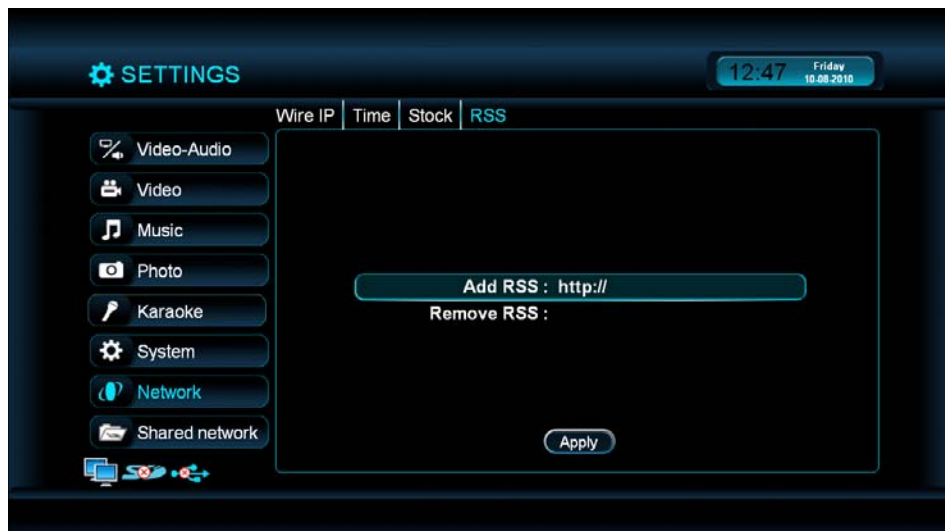 SETTINGS
12:47 Friday
10-08-2010
Wire IP Time Stock RSS
Video-Audio
Video
Music
Photo
Karaoke
System
Network
Shared network
Add RSS : http://
Remove RSS :
Apply